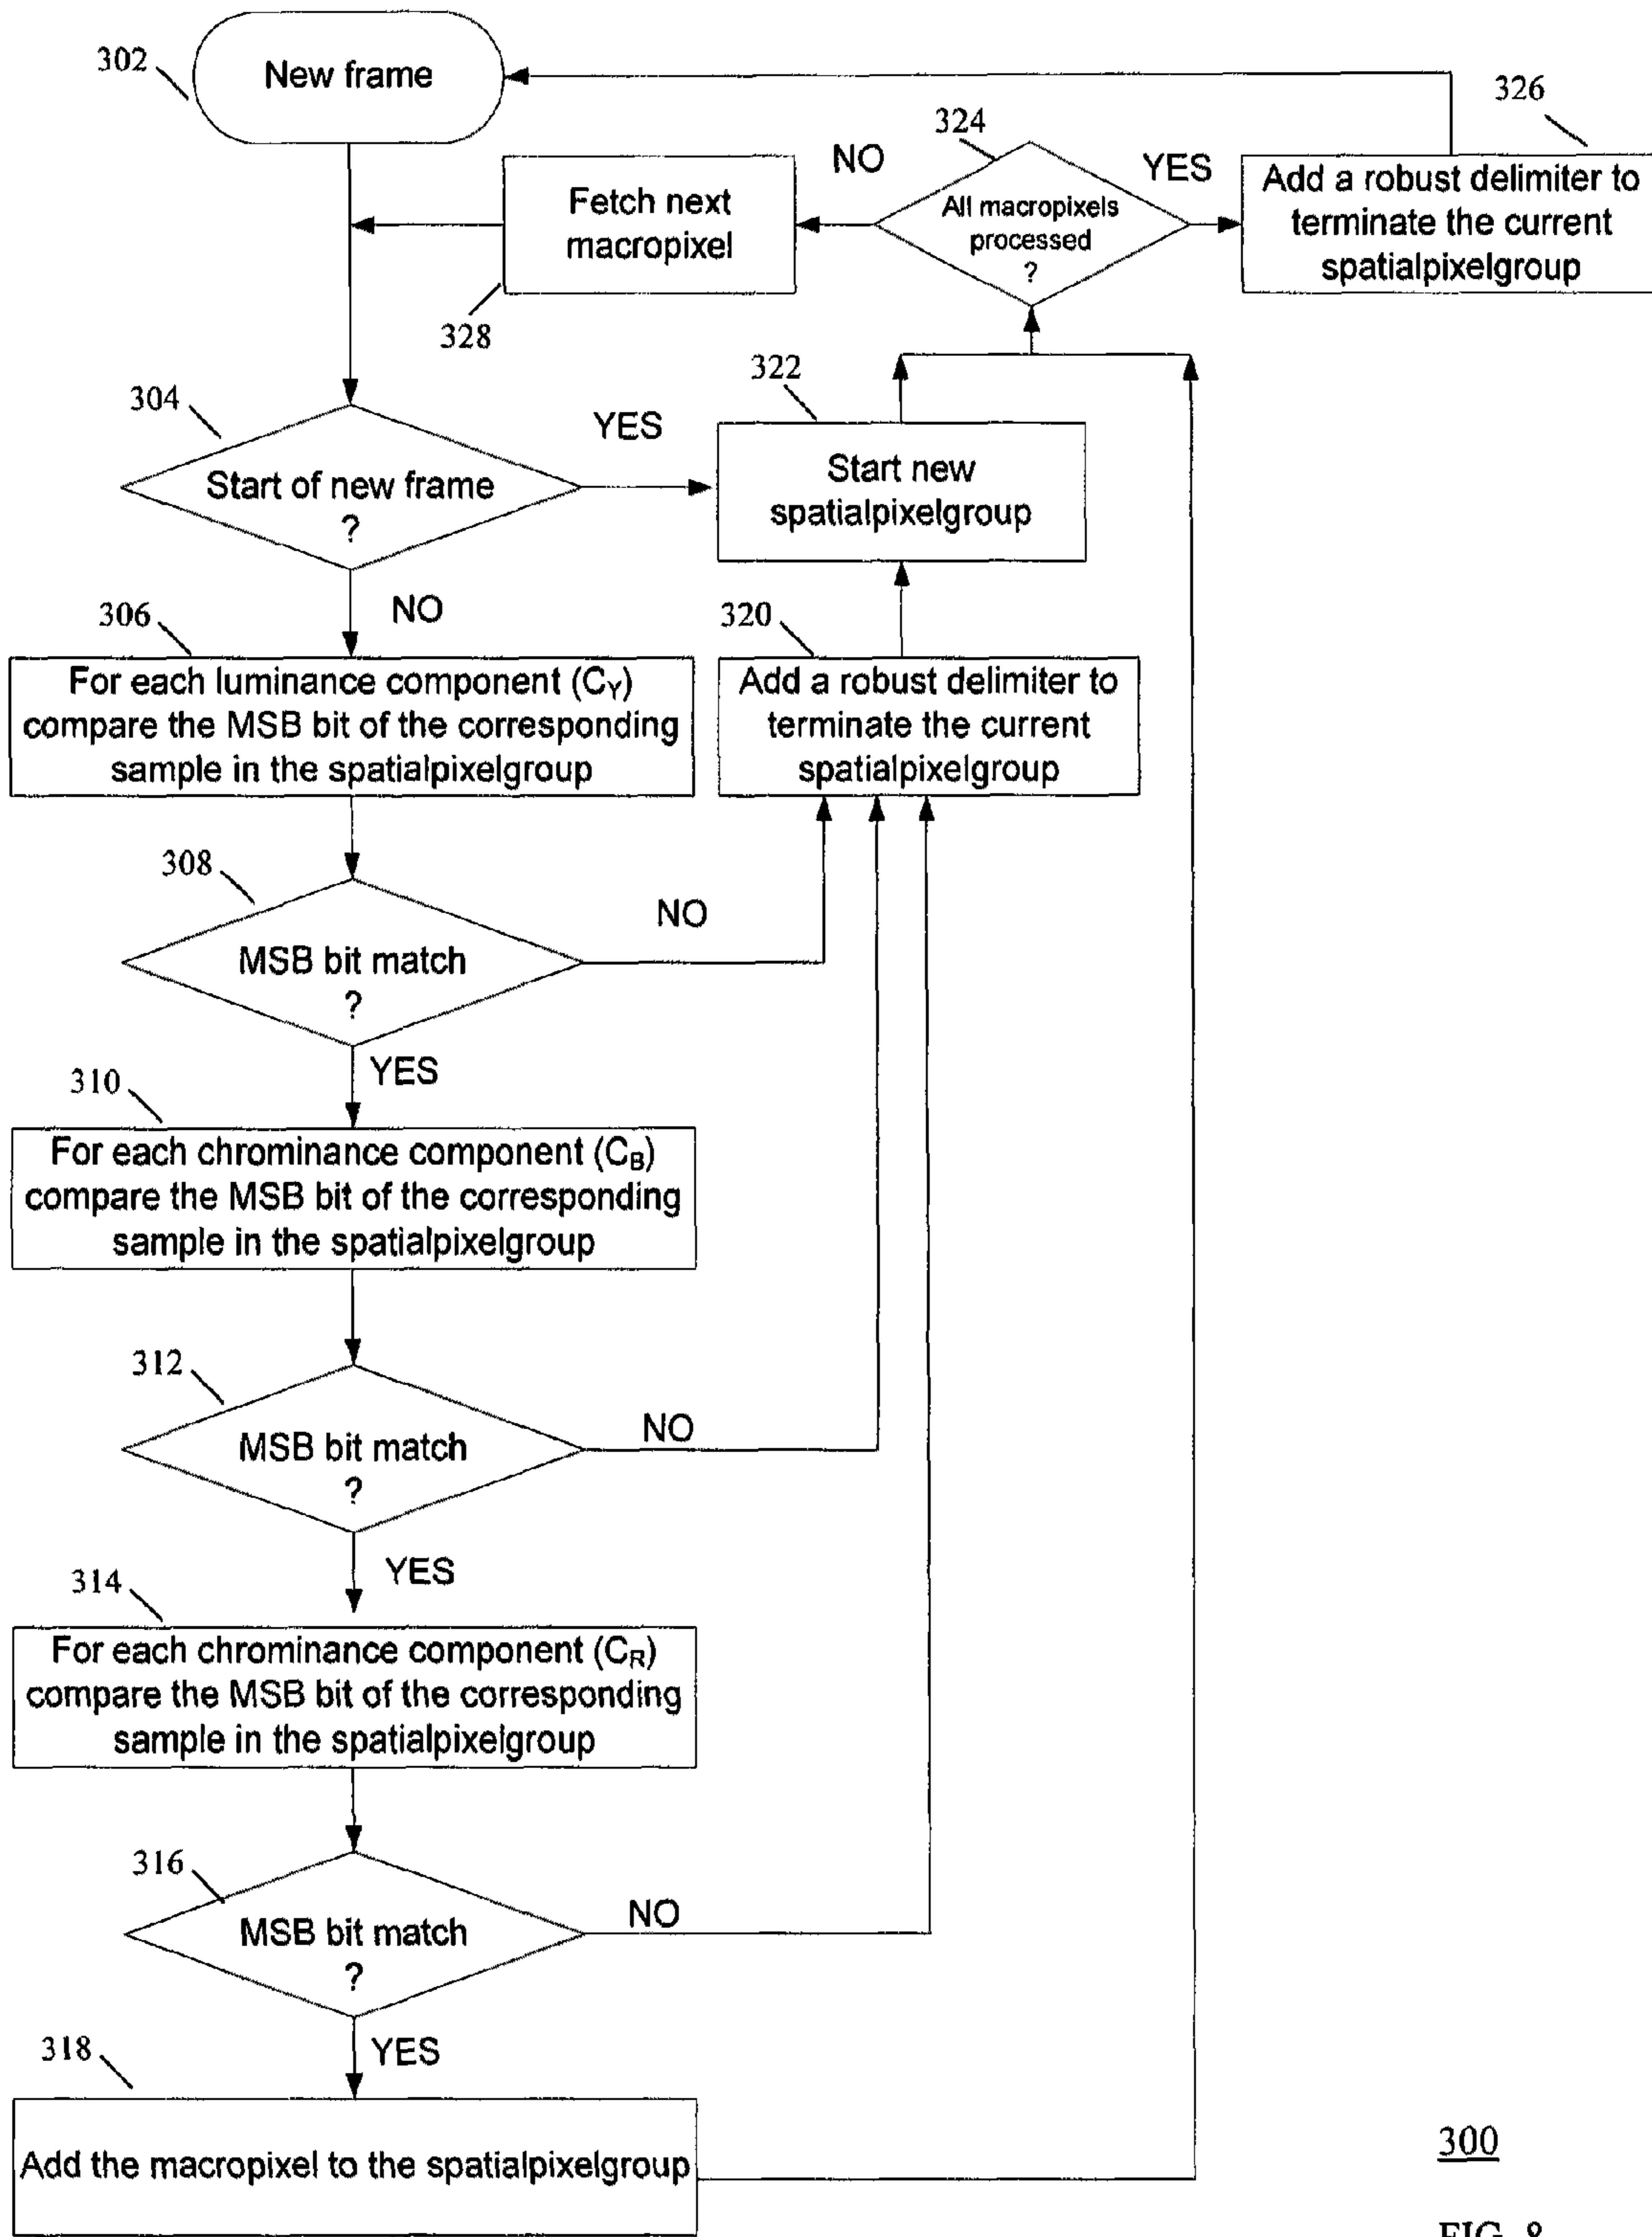 302
New frame
326
324
NO
YES
Fetch next
macropixel
All macropixels
processed
?
Add a robust delimiter to
terminate the current
spatialpixelgroup
328
322
304
YES
Start of new frame
?
Start new
spatialpixelgroup
NO
306
320
For each luminance component (CY)
compare the MSB bit of the corresponding
sample in the spatialpixelgroup
Add a robust delimiter to
terminate the current
spatialpixelgroup
308
NO
MSB bit match
?
YES
310
For each chrominance component (CB)
compare the MSB bit of the corresponding
sample in the spatialpixelgroup
312
NO
MSB bit match
?
YES
314
For each chrominance component (CR)
compare the MSB bit of the corresponding
sample in the spatialpixelgroup
316
NO
MSB bit match
?
YES
318
Add the macropixel to the spatialpixelgroup
300
FIG. 8